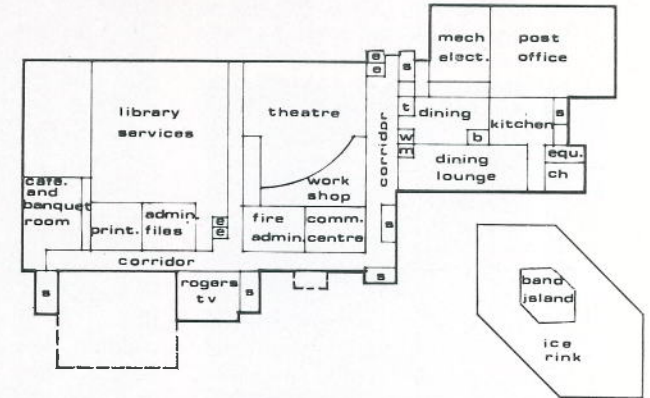 mech
elect.
post
office
e
e
s
library
services
theatre
corridor
t
dining
s
kitchen
w
m
b
dining
lounge
equ.
ch
cafe.
and
banquet
room
work
shop
print.
admin.
files
e
e
fire
admin.
comm.
centre
s
corridor
s
s
rogers
tv
s
band
island
ice
rink